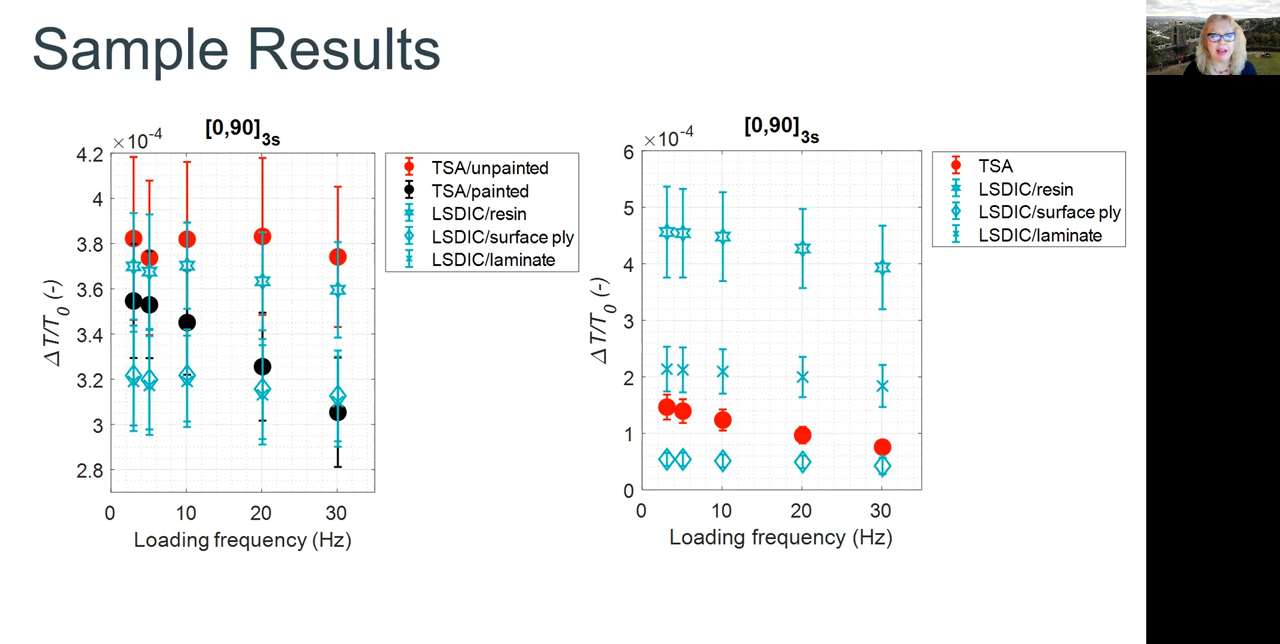 Sample Results
×10⁻⁴
[0,90]₃ₛ
4.2
4
3.8
3.6
3.4
3.2
3
2.8
ΔT/T₀ (-)
0
10
20
30
Loading frequency (Hz)
TSA/unpainted
TSA/painted
LSDIC/resin
LSDIC/surface ply
LSDIC/laminate
×10⁻⁴
[0,90]₃ₛ
6
5
4
3
2
1
0
ΔT/T₀ (-)
0
10
20
30
Loading frequency (Hz)
TSA
LSDIC/resin
LSDIC/surface ply
LSDIC/laminate